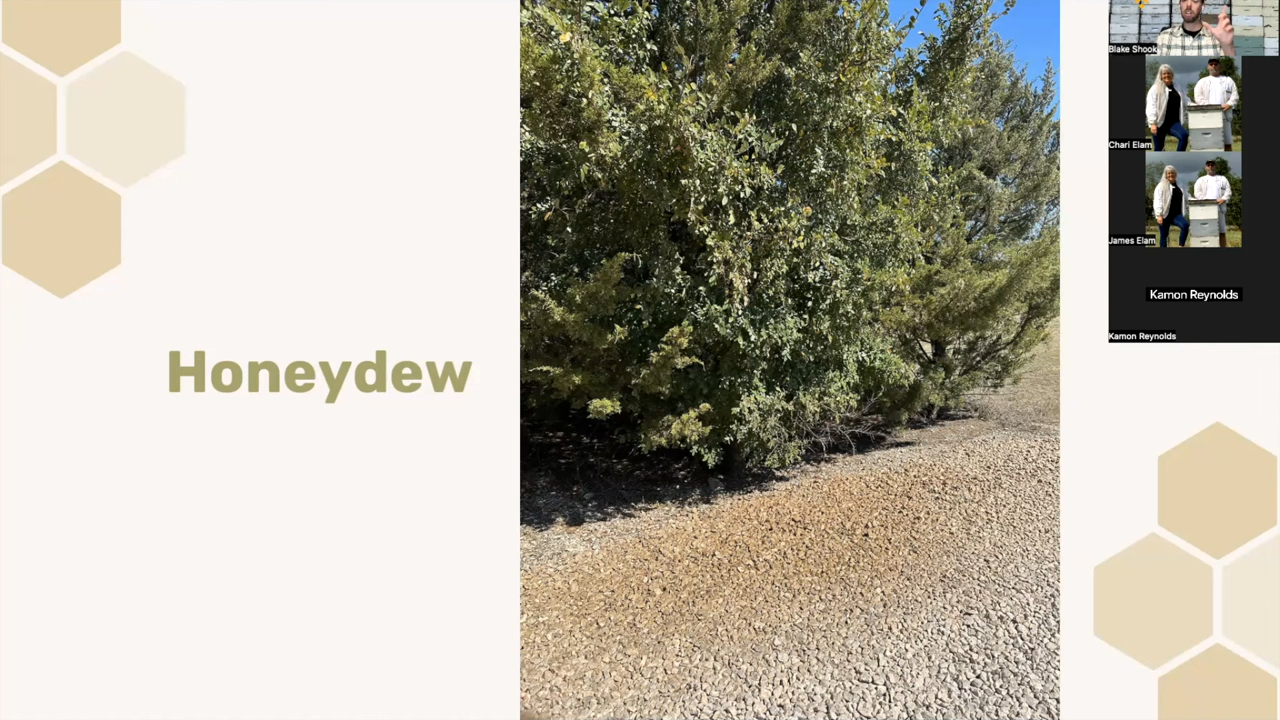 Honeydew
Blake Shook
Chari Elam
James Elam
Kamon Reynolds
Kamon Reynolds